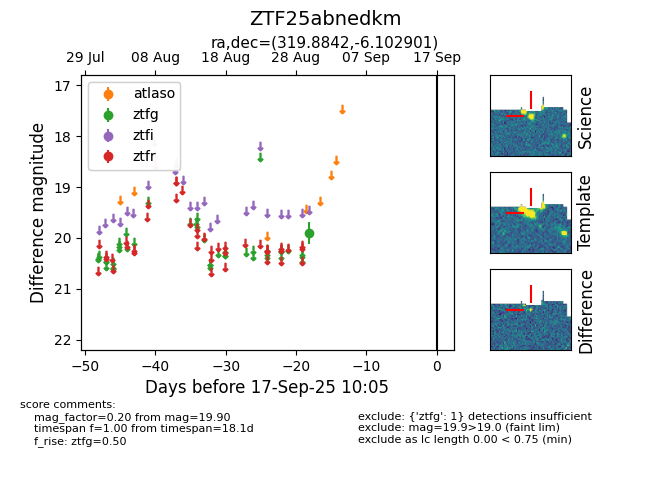 ZTF25abnedkm
ra,dec=(319.8842,-6.102901)
29 Jul 08 Aug 18 Aug 28 Aug 07 Sep 17 Sep
17
18
19
20
21
22
Difference magnitude
atlaso
ztfg
ztfi
ztfr
−50 −40 −30 −20 −10 0
Days before 17-Sep-25 10:05
Science
Template
Difference
score comments:
mag_factor=0.20 from mag=19.90
timespan f=1.00 from timespan=18.1d
f_rise: ztfg=0.50
exclude: {'ztfg': 1} detections insufficient
exclude: mag=19.9>19.0 (faint lim)
exclude as lc length 0.00 < 0.75 (min)